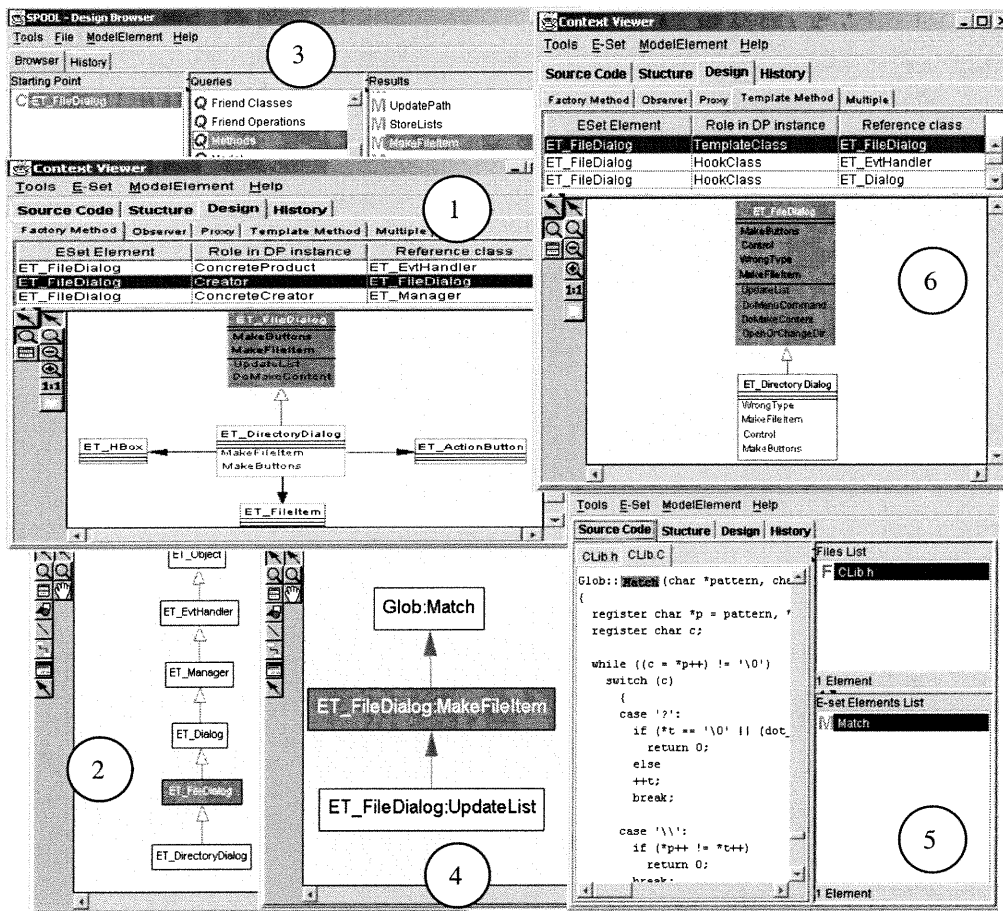 SPOOL - Design Browser
Tools File ModelElement Help
Browser History
Starting Point
Queries
Results
C ET_FileDialog
Q Friend Classes
Q Friend Operations
Q Methods
M UpdatePath
M StoreLists
M MakeFileItem
3
Context Viewer
Tools E-Set ModelElement Help
Source Code Stucture Design History
Factory Method Observer Proxy Template Method Multiple
ESet Element Role in DP instance Reference class
ET_FileDialog ConcreteProduct ET_EvtHandler
ET_FileDialog Creator ET_FileDialog
ET_FileDialog ConcreteCreator ET_Manager
1
1:1
ET_FileDialog
MakeButtons
MakeFileItem
UpdateList
DoMakeContent
ET_HBox
ET_DirectoryDialog
MakeFileItem
MakeButtons
ET_ActionButton
ET_FileItem
Context Viewer
Tools E-Set ModelElement Help
Source Code Stucture Design History
Factory Method Observer Proxy Template Method Multiple
ESet Element Role in DP instance Reference class
ET_FileDialog TemplateClass ET_FileDialog
ET_FileDialog HookClass ET_EvtHandler
ET_FileDialog HookClass ET_Dialog
1:1
ET_FileDialog
MakeButtons
Control
WrongType
MakeFileItem
UpdateList
DoMenuCommand
DoMakeContent
OpenOrChangeDir
6
ET_Directory Dialog
WrongType
MakeFileItem
Control
MakeButtons
ET_Object
ET_EvtHandler
ET_Manager
ET_Dialog
ET_FileDialog
ET_DirectoryDialog
2
Glob:Match
ET_FileDialog:MakeFileItem
ET_FileDialog:UpdateList
4
Tools E-Set ModelElement Help
Source Code Stucture Design History
CLib.h CLib.C
Glob::Match (char *pattern,
{
register char *p = pattern,
register char c;
while ((c = *p++) != '\0')
switch (c)
{
case '?':
if (*t == '\0' || (dot_
return 0;
else
++t;
break;
case '\\':
if (*p++ != *t++)
return 0;
break;
Files List
F CLib.h
1 Element
E-set Elements List
M Match
5
1 Element